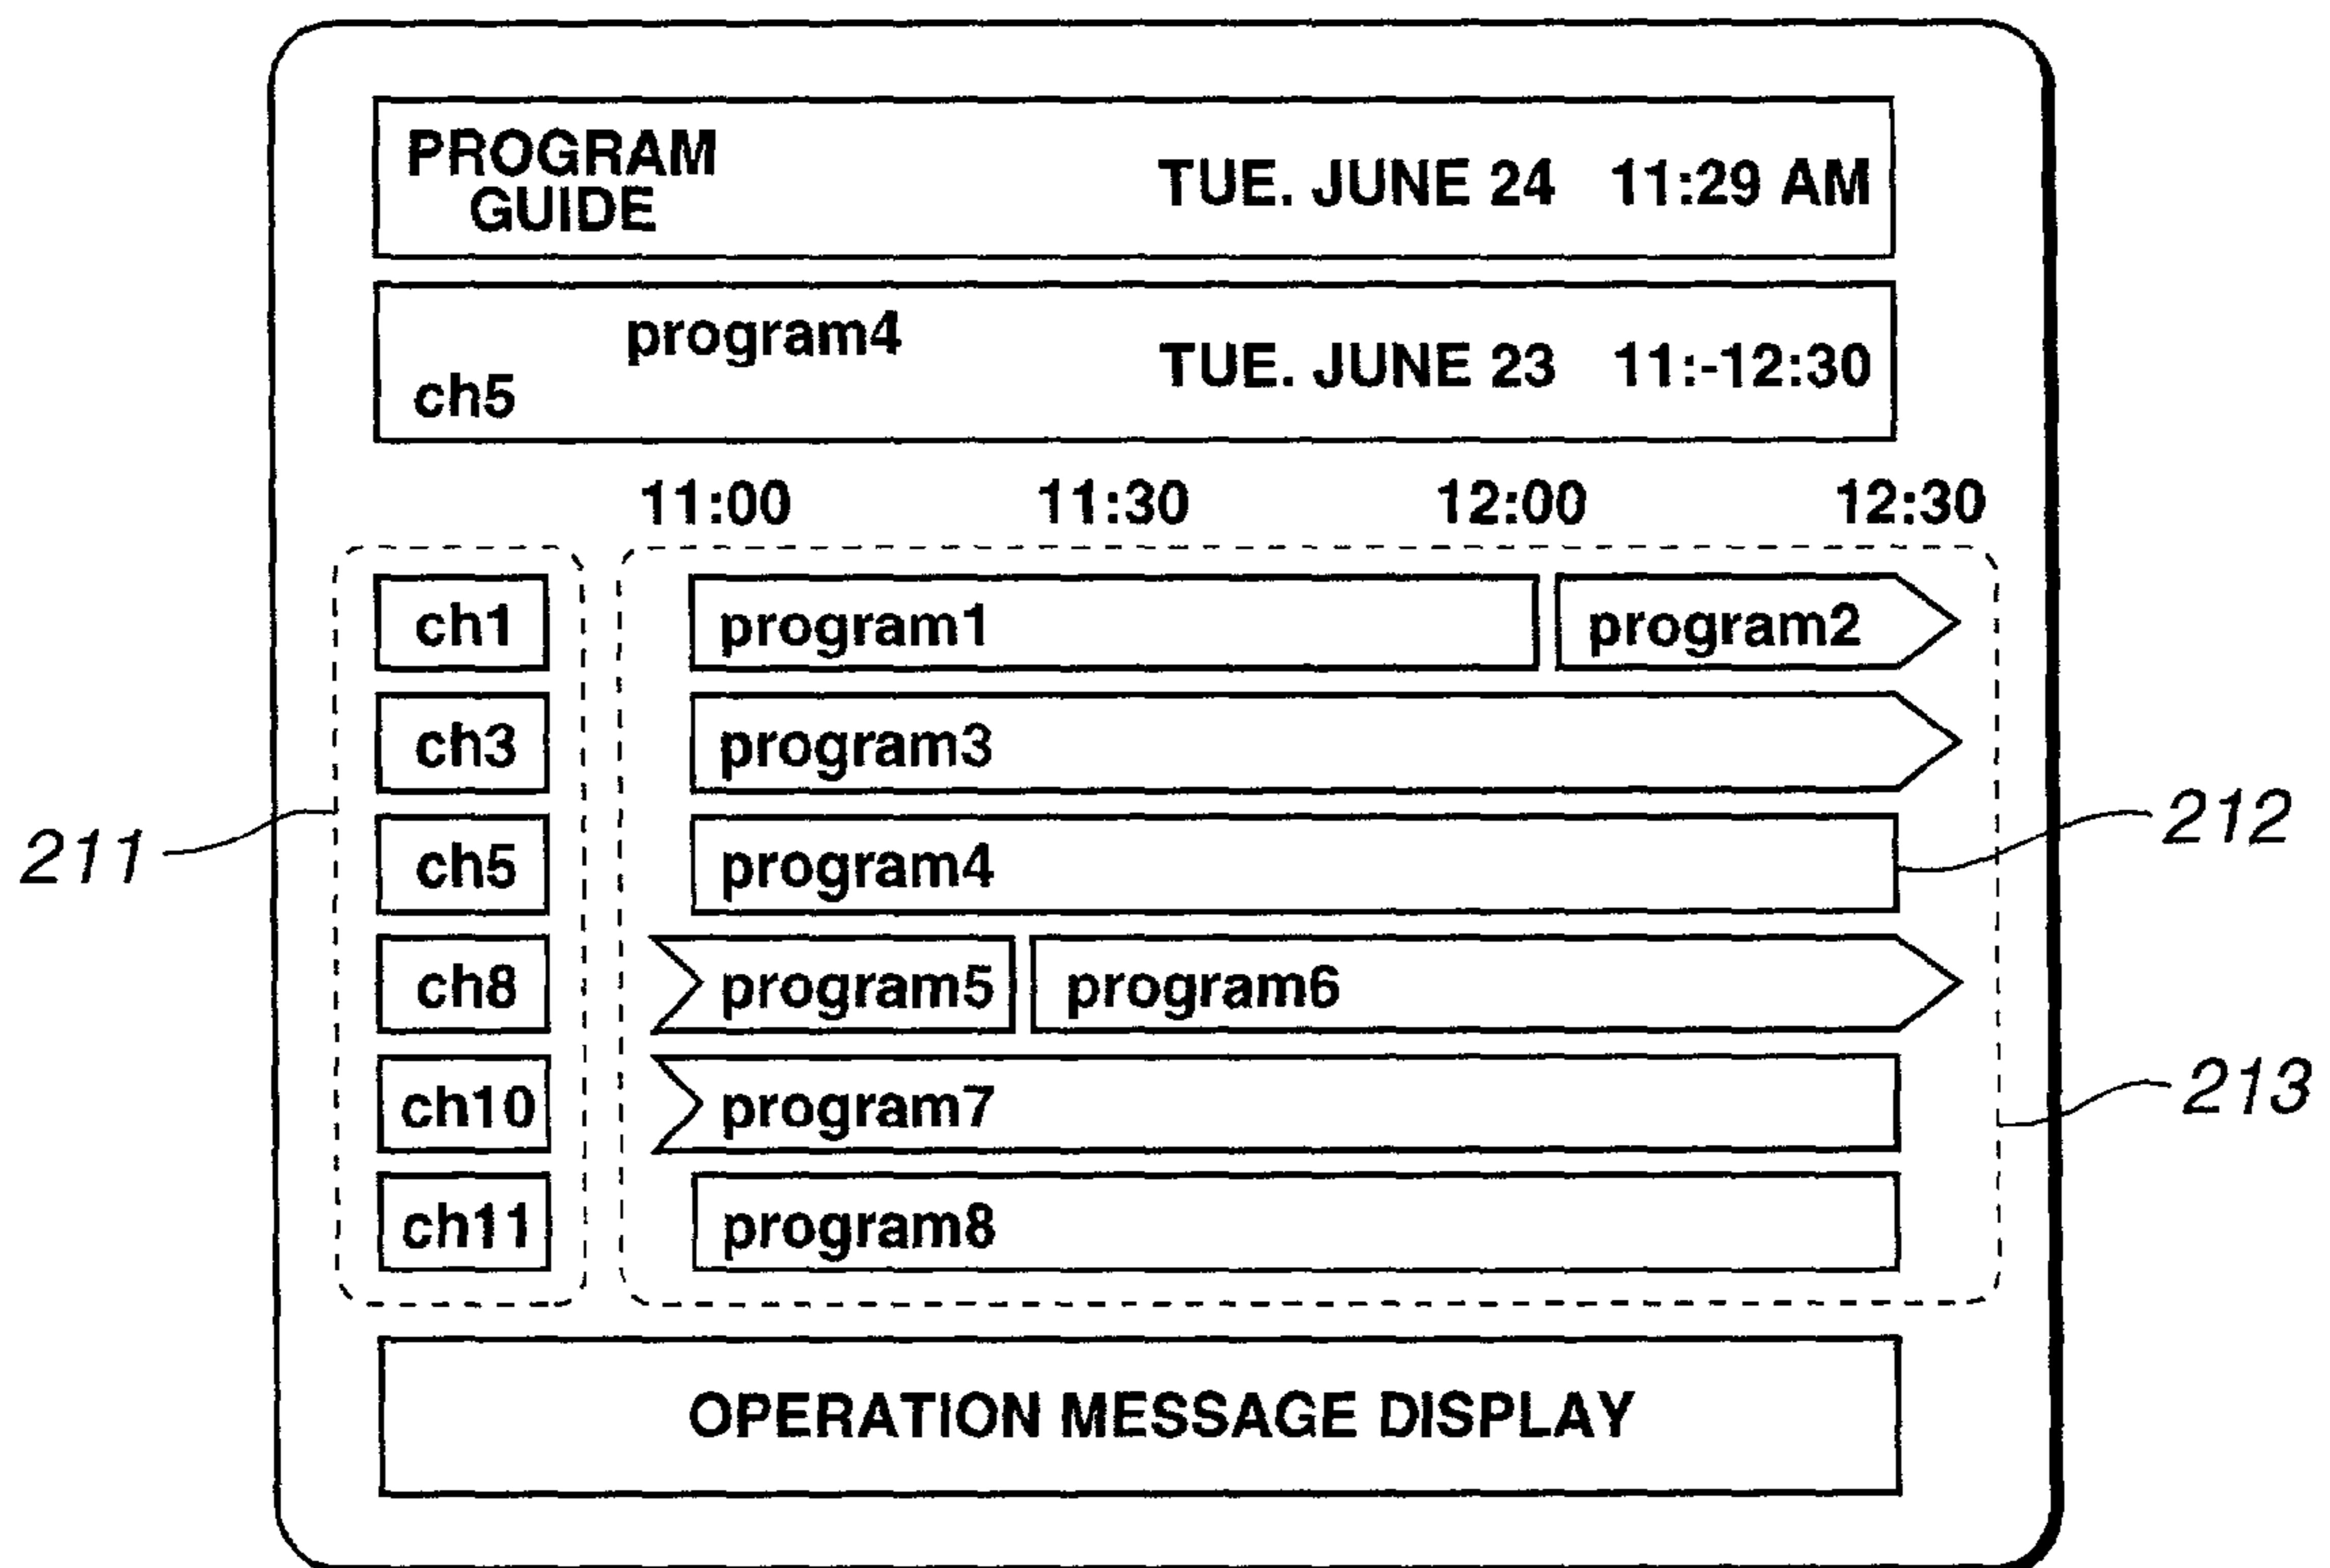 PROGRAM
GUIDE
TUE. JUNE 24 11:29 AM
program4
ch5
TUE. JUNE 23 11:-12:30
11:00 11:30 12:00 12:30
ch1 program1 program2
ch3 program3
ch5 program4
ch8 program5 program6
ch10 program7
ch11 program8
211
212
213
OPERATION MESSAGE DISPLAY